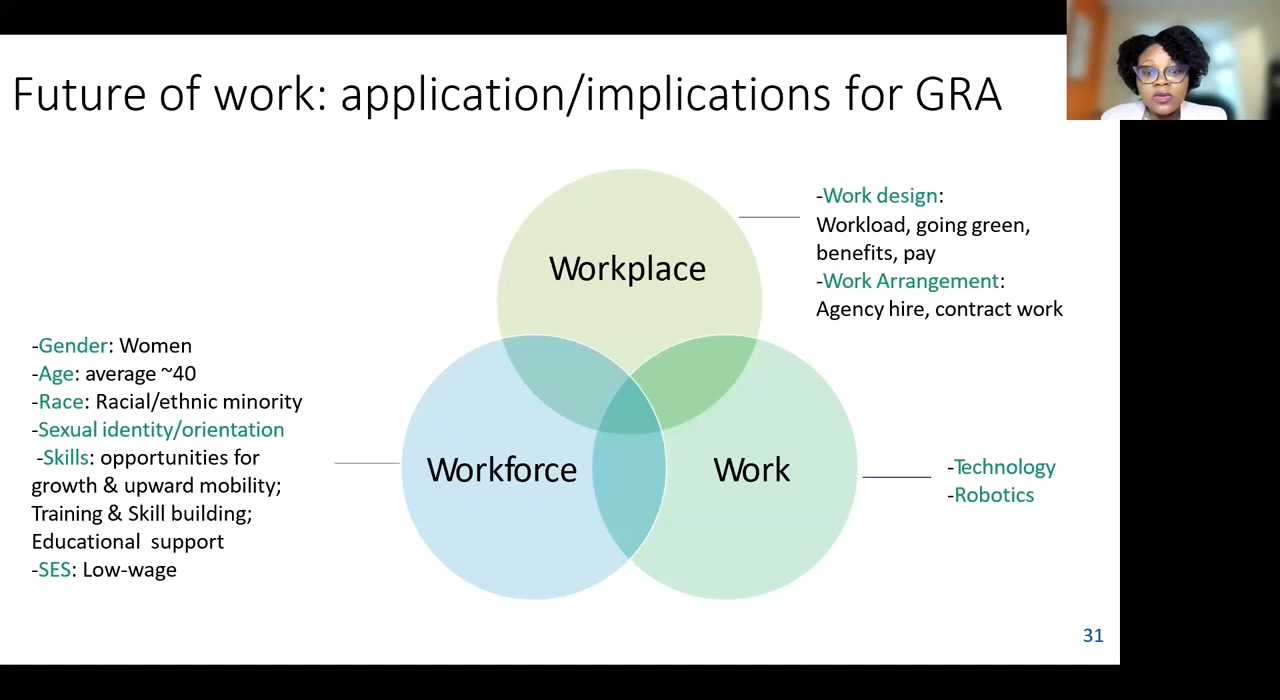 Future of work: application/implications for GRA
-Work design:
Workload, going green,
benefits, pay
-Work Arrangement:
Agency hire, contract work
Workplace
-Gender: Women
-Age: average ~40
-Race: Racial/ethnic minority
-Sexual identity/orientation
-Skills: opportunities for
growth & upward mobility;
Training & Skill building;
Educational support
-SES: Low-wage
Workforce
Work
-Technology
-Robotics
31